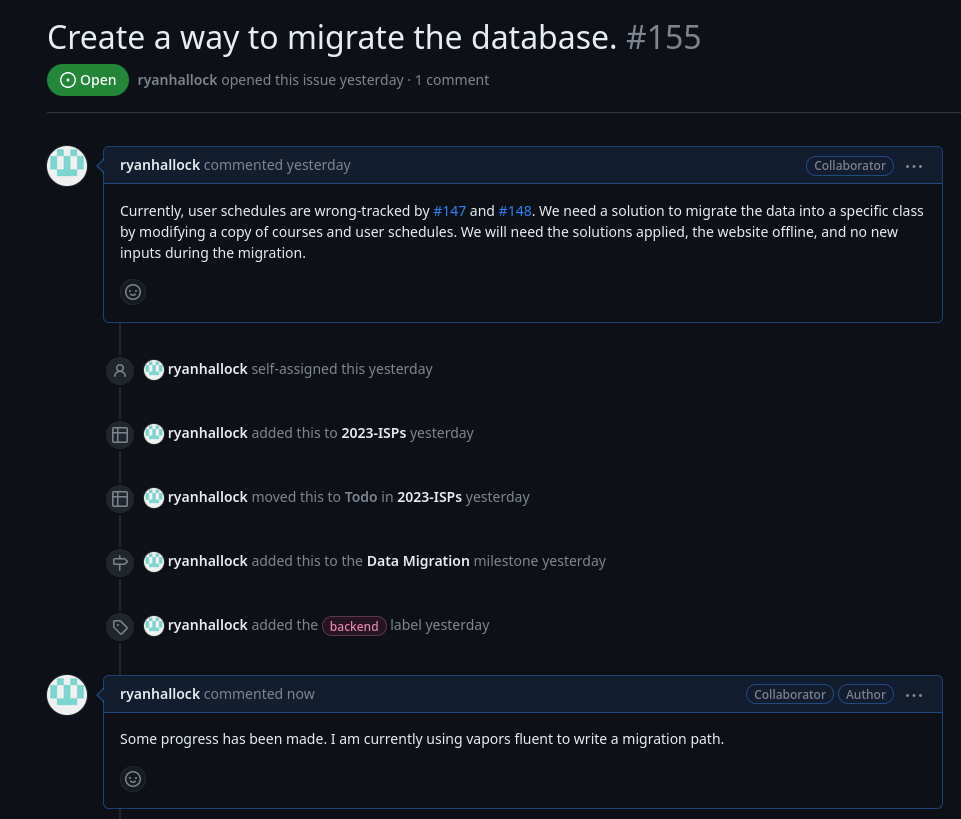 Create a way to migrate the database. #155
Open ryanhallock opened this issue yesterday · 1 comment
ryanhallock commented yesterday Collaborator
Currently, user schedules are wrong-tracked by #147 and #148. We need a solution to migrate the data into a specific class
by modifying a copy of courses and user schedules. We will need the solutions applied, the website offline, and no new
inputs during the migration.
ryanhallock self-assigned this yesterday
ryanhallock added this to 2023-ISPs yesterday
ryanhallock moved this to Todo in 2023-ISPs yesterday
ryanhallock added this to the Data Migration milestone yesterday
ryanhallock added the backend label yesterday
ryanhallock commented now Collaborator Author
Some progress has been made. I am currently using vapors fluent to write a migration path.